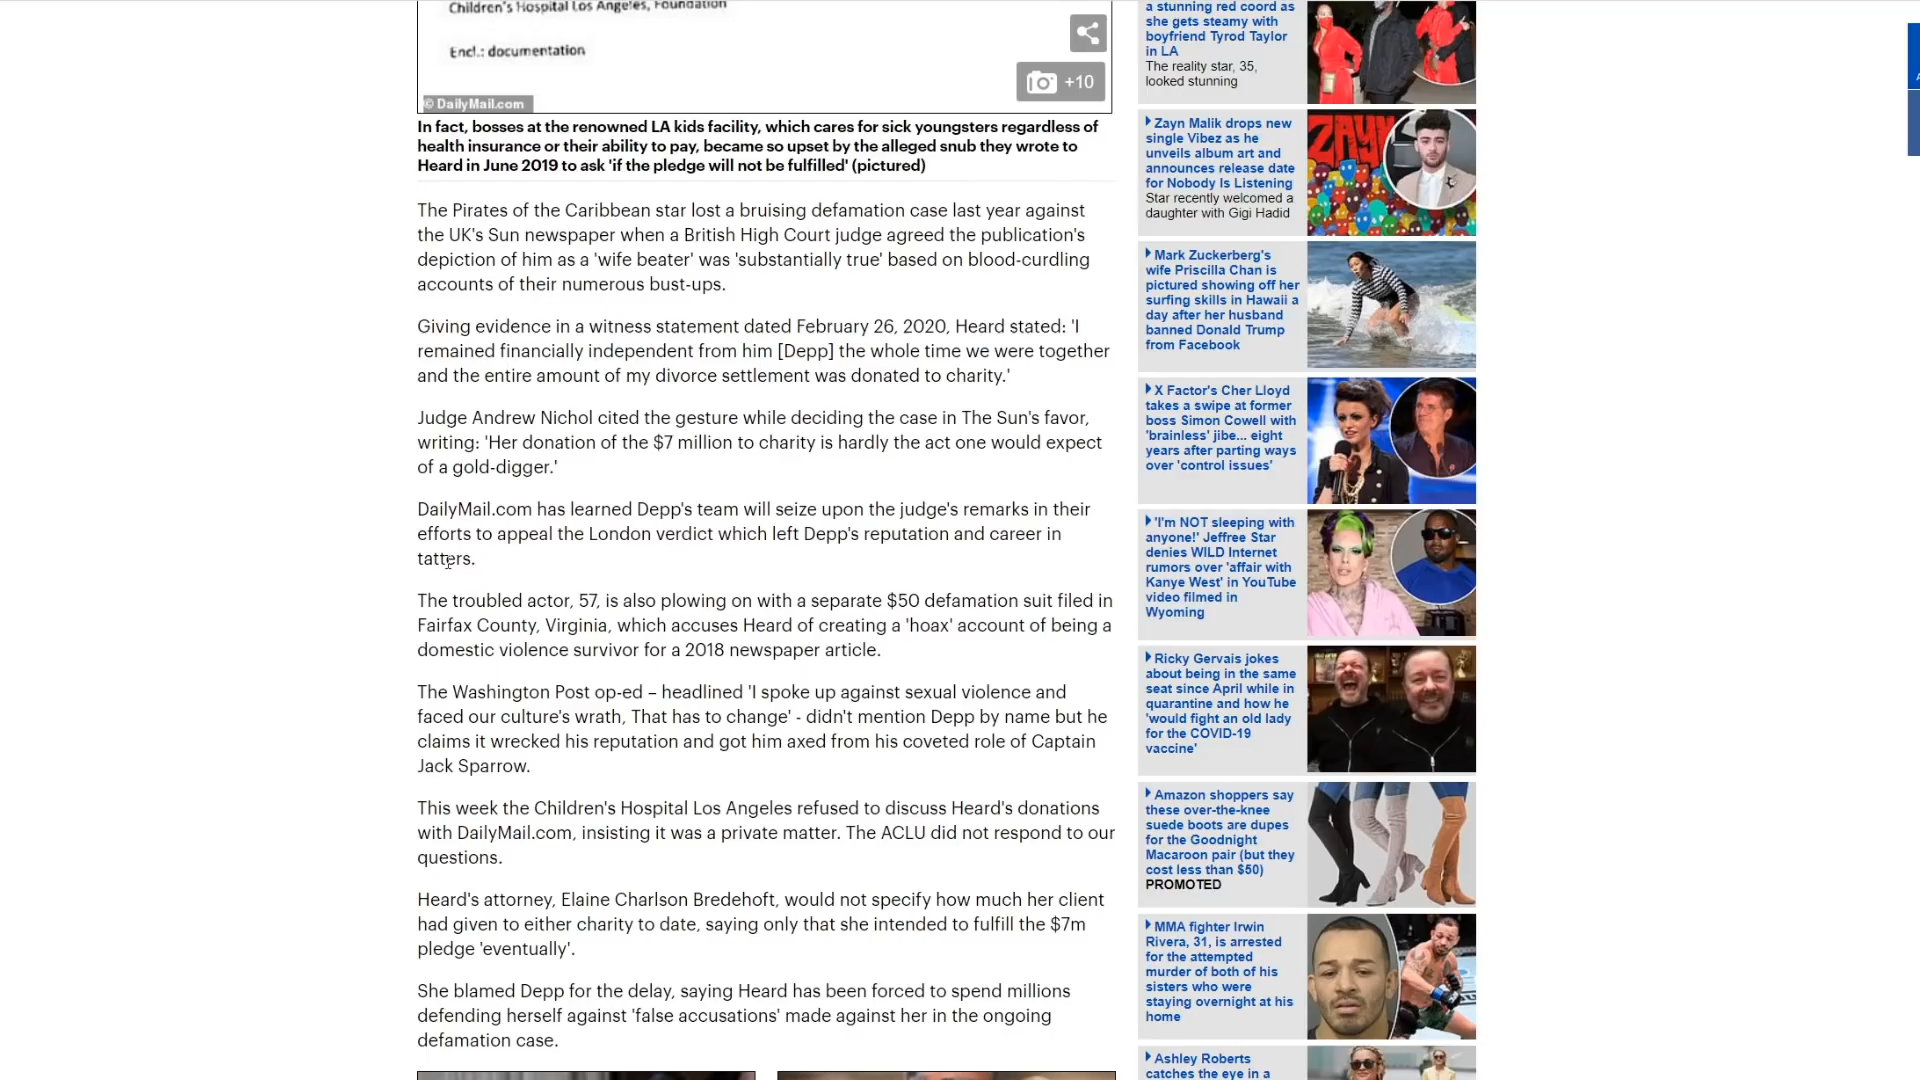 Children's Hospital Los Angeles, Foundation
Encl.: documentation
+10
© DailyMail.com
In fact, bosses at the renowned LA kids facility, which cares for sick youngsters regardless of
health insurance or their ability to pay, became so upset by the alleged snub they wrote to
Heard in June 2019 to ask 'if the pledge will not be fulfilled' (pictured)
The Pirates of the Caribbean star lost a bruising defamation case last year against
the UK's Sun newspaper when a British High Court judge agreed the publication's
depiction of him as a 'wife beater' was 'substantially true' based on blood-curdling
accounts of their numerous bust-ups.
Giving evidence in a witness statement dated February 26, 2020, Heard stated: 'I
remained financially independent from him [Depp] the whole time we were together
and the entire amount of my divorce settlement was donated to charity.'
Judge Andrew Nichol cited the gesture while deciding the case in The Sun's favor,
writing: 'Her donation of the $7 million to charity is hardly the act one would expect
of a gold-digger.'
DailyMail.com has learned Depp's team will seize upon the judge's remarks in their
efforts to appeal the London verdict which left Depp's reputation and career in
tatters.
The troubled actor, 57, is also plowing on with a separate $50 defamation suit filed in
Fairfax County, Virginia, which accuses Heard of creating a 'hoax' account of being a
domestic violence survivor for a 2018 newspaper article.
The Washington Post op-ed – headlined 'I spoke up against sexual violence and
faced our culture's wrath, That has to change' - didn't mention Depp by name but he
claims it wrecked his reputation and got him axed from his coveted role of Captain
Jack Sparrow.
This week the Children's Hospital Los Angeles refused to discuss Heard's donations
with DailyMail.com, insisting it was a private matter. The ACLU did not respond to our
questions.
Heard's attorney, Elaine Charlson Bredehoft, would not specify how much her client
had given to either charity to date, saying only that she intended to fulfill the $7m
pledge 'eventually'.
She blamed Depp for the delay, saying Heard has been forced to spend millions
defending herself against 'false accusations' made against her in the ongoing
defamation case.
a stunning red coord as
she gets steamy with
boyfriend Tyrod Taylor
in LA
The reality star, 35,
looked stunning
Zayn Malik drops new
single Vibez as he
unveils album art and
announces release date
for Nobody Is Listening
Star recently welcomed a
daughter with Gigi Hadid
ZAYN
Mark Zuckerberg's
wife Priscilla Chan is
pictured showing off her
surfing skills in Hawaii a
day after her husband
banned Donald Trump
from Facebook
X Factor's Cher Lloyd
takes a swipe at former
boss Simon Cowell with
'brainless' jibe... eight
years after parting ways
over 'control issues'
'I'm NOT sleeping with
anyone!' Jeffree Star
denies WILD Internet
rumors over 'affair with
Kanye West' in YouTube
video filmed in
Wyoming
Ricky Gervais jokes
about being in the same
seat since April while in
quarantine and how he
'would fight an old lady
for the COVID-19
vaccine'
Amazon shoppers say
these over-the-knee
suede boots are dupes
for the Goodnight
Macaroon pair (but they
cost less than $50)
PROMOTED
MMA fighter Irwin
Rivera, 31, is arrested
for the attempted
murder of both of his
sisters who were
staying overnight at his
home
Ashley Roberts
catches the eye in a